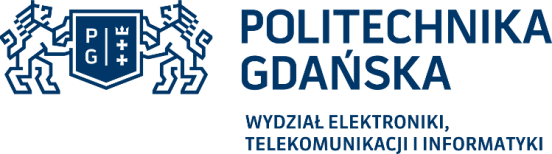 P
G
POLITECHNIKA
GDAŃSKA
WYDZIAŁ ELEKTRONIKI,
TELEKOMUNIKACJI I INFORMATYKI